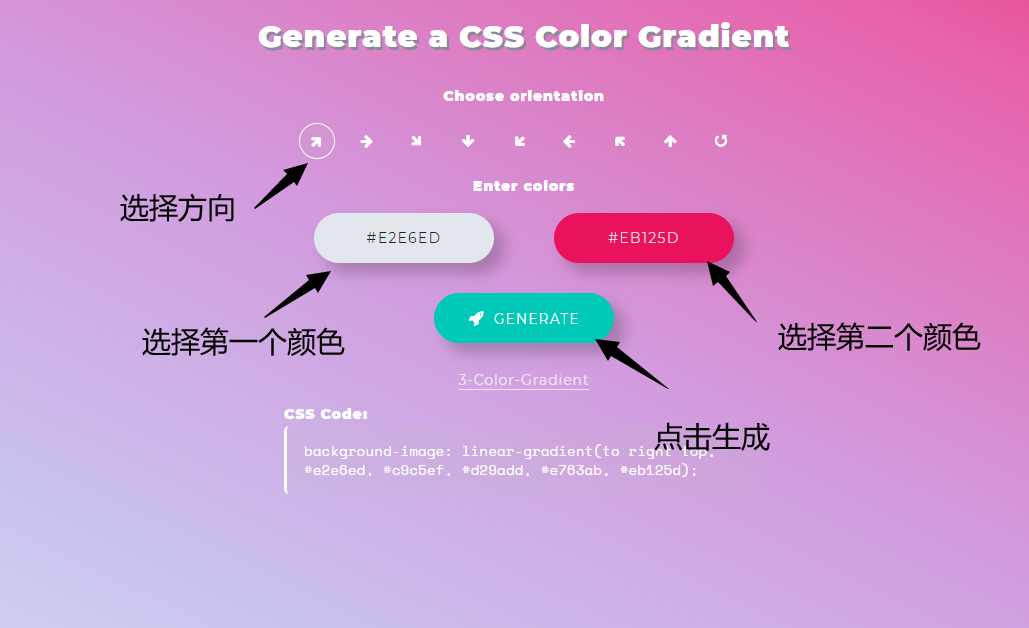 Generate a CSS Color Gradient
Choose orientation
Enter colors
选择方向
#E2E6ED
#EB125D
GENERATE
选择第一个颜色
选择第二个颜色
3-Color-Gradient
CSS Code:
点击生成
background-image: linear-gradient(to right top,
#e2e6ed, #c9c5ef, #d29add, #e763ab, #eb125d);